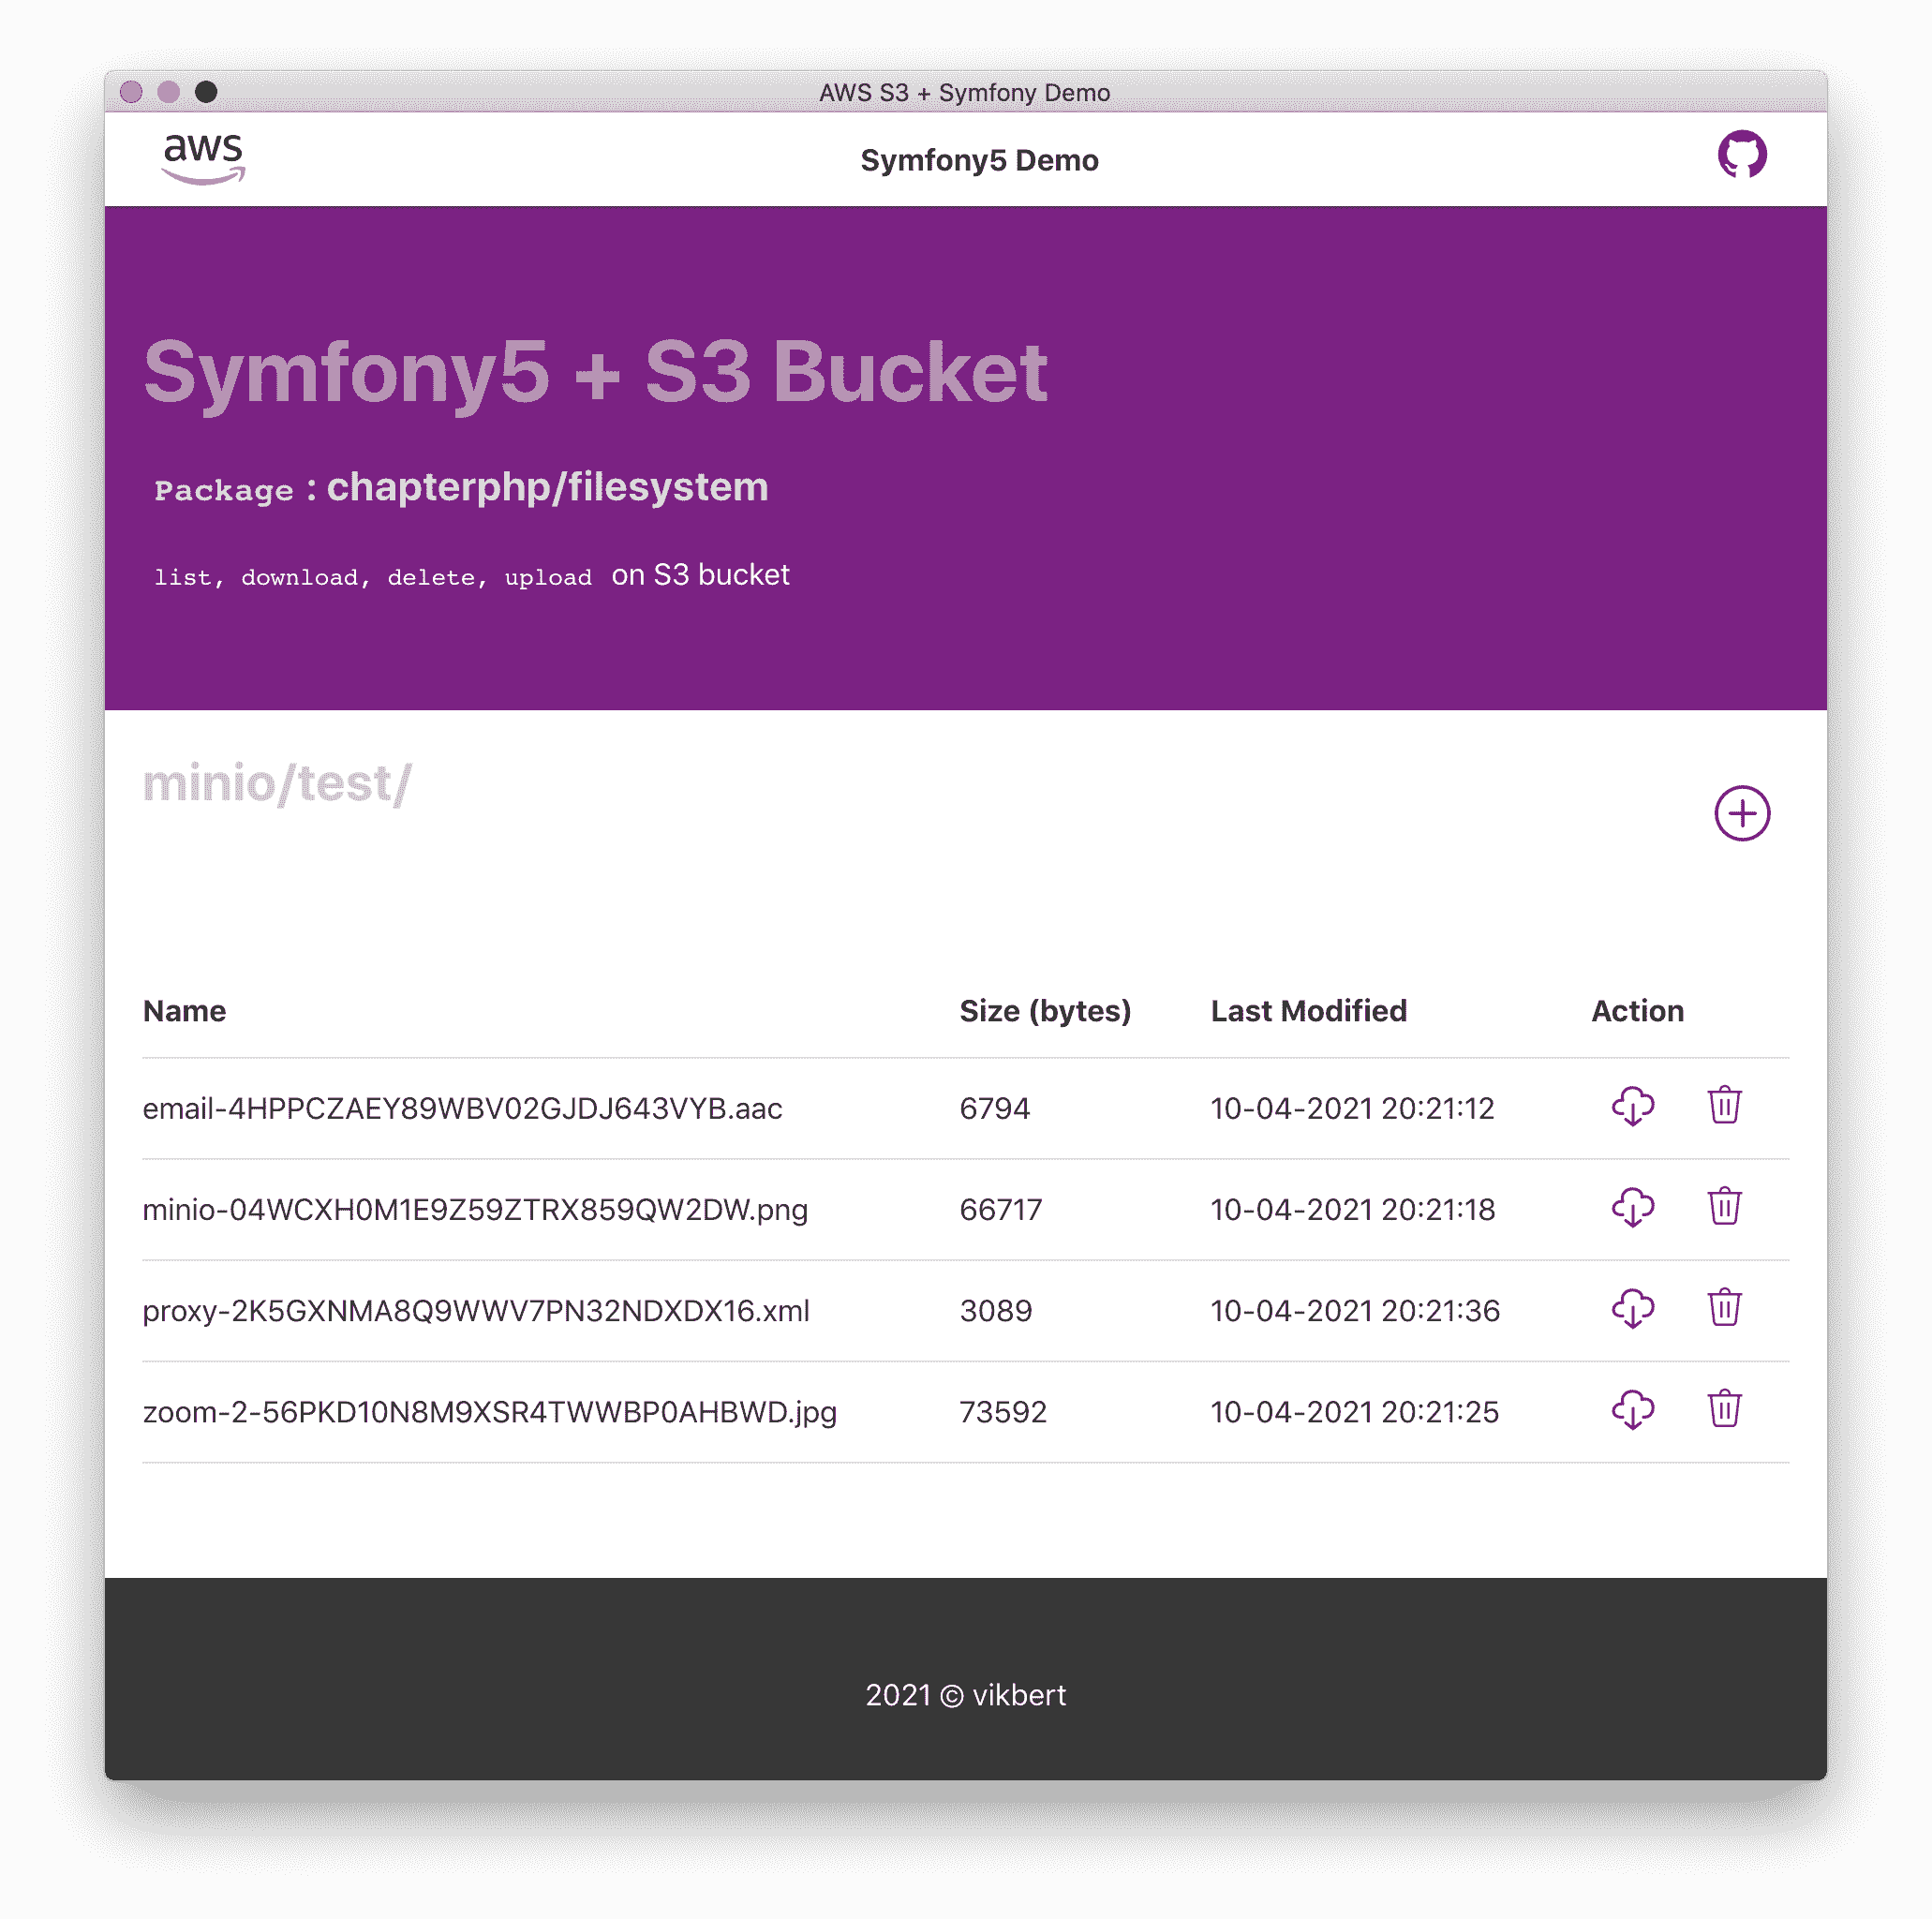 AWS S3 + Symfony Demo
aws
Symfony5 Demo
Symfony5 + S3 Bucket
Package : chapterphp/filesystem
list, download, delete, upload on S3 bucket
minio/test/
Name Size (bytes) Last Modified Action
email-4HPPCZAEY89WBV02GJDJ643VYB.aac 6794 10-04-2021 20:21:12
minio-04WCXH0M1E9Z59ZTRX859QW2DW.png 66717 10-04-2021 20:21:18
proxy-2K5GXNMA8Q9WWV7PN32NDXDX16.xml 3089 10-04-2021 20:21:36
zoom-2-56PKD10N8M9XSR4TWWBP0AHBWD.jpg 73592 10-04-2021 20:21:25
2021 © vikbert